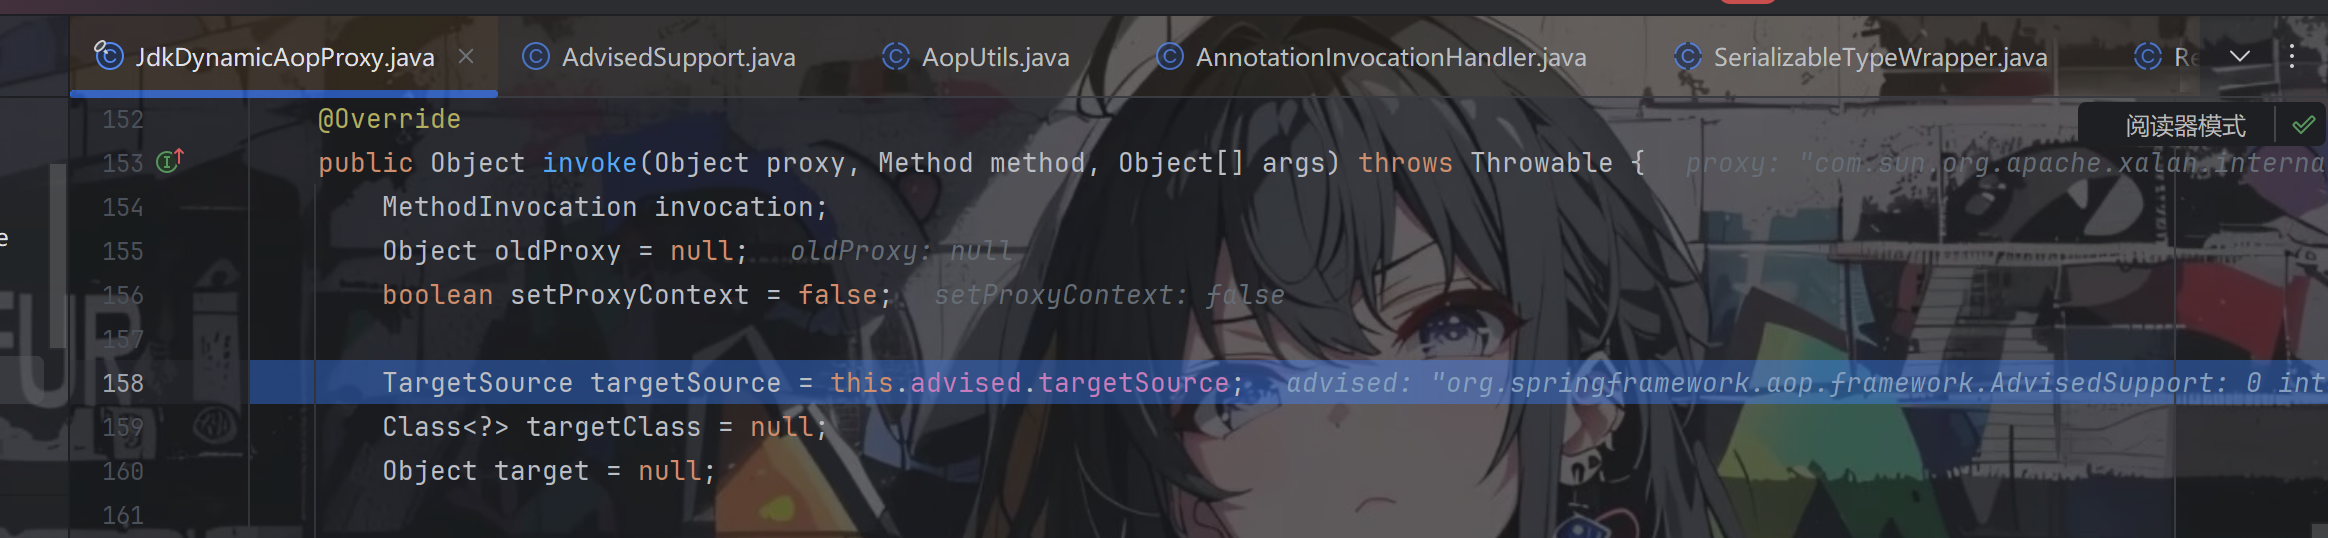 JdkDynamicAopProxy.java AdvisedSupport.java AopUtils.java AnnotationInvocationHandler.java SerializableTypeWrapper.java Re
阅读器模式
152 @Override
153 public Object invoke(Object proxy, Method method, Object[] args) throws Throwable { proxy: "com.sun.org.apache.xalan.interna
154 MethodInvocation invocation;
e
155 Object oldProxy = null; oldProxy: null
156 boolean setProxyContext = false; setProxyContext: false
157
158 TargetSource targetSource = this.advised.targetSource; advised: "org.springframework.aop.framework.AdvisedSupport: 0 int
159 Class<?> targetClass = null;
160 Object target = null;
161